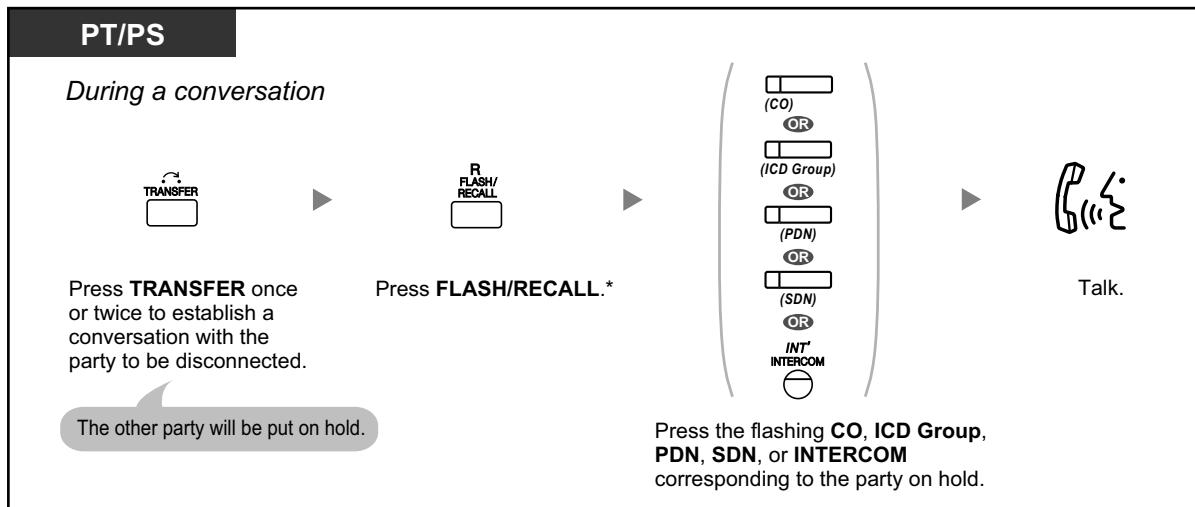 PT/PS
During a conversation
TRANSFER
Press TRANSFER once
or twice to establish a
conversation with the
party to be disconnected.
The other party will be put on hold.
R
FLASH/
RECALL
Press FLASH/RECALL.*
(CO)
OR
(ICD Group)
OR
(PDN)
OR
(SDN)
OR
INT'
INTERCOM
Press the flashing CO, ICD Group,
PDN, SDN, or INTERCOM
corresponding to the party on hold.
Talk.